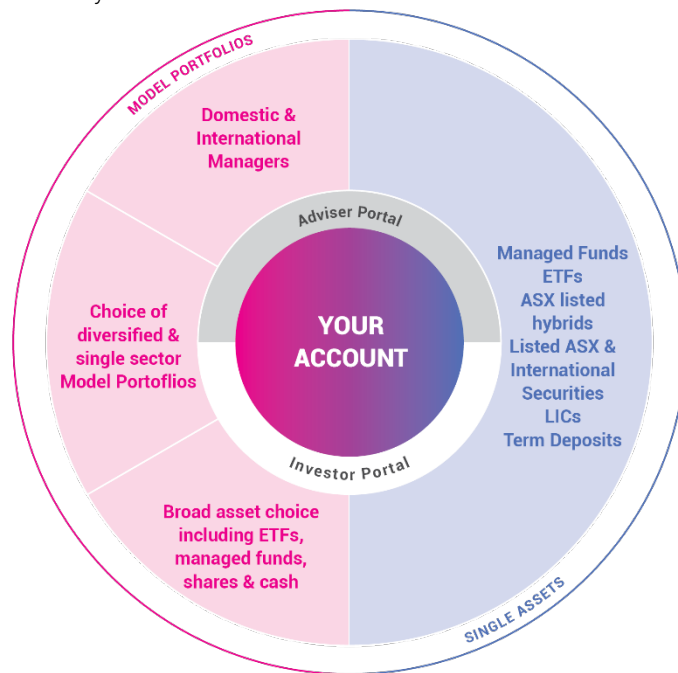 MODEL PORTFOLIOS
Domestic &
International
Managers
Adviser Portal
Managed Funds
ETFs
ASX listed
hybrids
Listed ASX &
International
Securities
LICs
Term Deposits
Choice of
diversified &
single sector
Model Portoflios
YOUR
ACCOUNT
Investor Portal
Broad asset choice
including ETFs,
managed funds,
shares & cash
SINGLE ASSETS